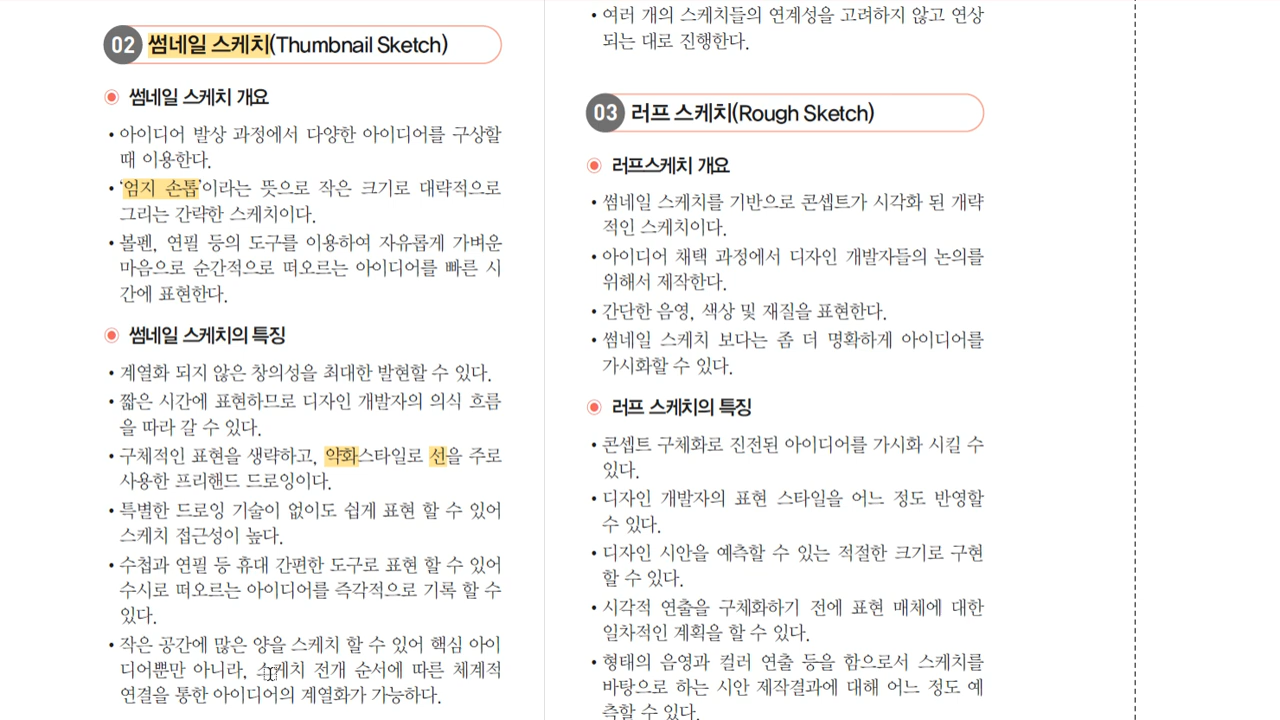 02 썸네일 스케치(Thumbnail Sketch)
썸네일 스케치 개요
• 아이디어 발상 과정에서 다양한 아이디어를 구상할
때 이용한다.
• ‘엄지 손톱’이라는 뜻으로 작은 크기로 대략적으로
그리는 간략한 스케치이다.
• 볼펜, 연필 등의 도구를 이용하여 자유롭게 가벼운
마음으로 순간적으로 떠오르는 아이디어를 빠른 시
간에 표현한다.
썸네일 스케치의 특징
• 계열화 되지 않은 창의성을 최대한 발현할 수 있다.
• 짧은 시간에 표현하므로 디자인 개발자의 의식 흐름
을 따라 갈 수 있다.
• 구체적인 표현을 생략하고, 약화스타일로 선을 주로
사용한 프리핸드 드로잉이다.
• 특별한 드로잉 기술이 없이도 쉽게 표현 할 수 있어
스케치 접근성이 높다.
• 수첩과 연필 등 휴대 간편한 도구로 표현 할 수 있어
수시로 떠오르는 아이디어를 즉각적으로 기록 할 수
있다.
• 작은 공간에 많은 양을 스케치 할 수 있어 핵심 아이
디어뿐만 아니라, 스케치 전개 순서에 따른 체계적
연결을 통한 아이디어의 계열화가 가능하다.
• 여러 개의 스케치들의 연계성을 고려하지 않고 연상
되는 대로 진행한다.
03 러프 스케치(Rough Sketch)
러프스케치 개요
• 썸네일 스케치를 기반으로 콘셉트가 시각화 된 개략
적인 스케치이다.
• 아이디어 채택 과정에서 디자인 개발자들의 논의를
위해서 제작한다.
• 간단한 음영, 색상 및 재질을 표현한다.
• 썸네일 스케치 보다는 좀 더 명확하게 아이디어를
가시화할 수 있다.
러프 스케치의 특징
• 콘셉트 구체화로 진전된 아이디어를 가시화 시킬 수
있다.
• 디자인 개발자의 표현 스타일을 어느 정도 반영할
수 있다.
• 디자인 시안을 예측할 수 있는 적절한 크기로 구현
할 수 있다.
• 시각적 연출을 구체화하기 전에 표현 매체에 대한
일차적인 계획을 할 수 있다.
• 형태의 음영과 컬러 연출 등을 함으로서 스케치를
바탕으로 하는 시안 제작결과에 대해 어느 정도 예
측할 수 있다.